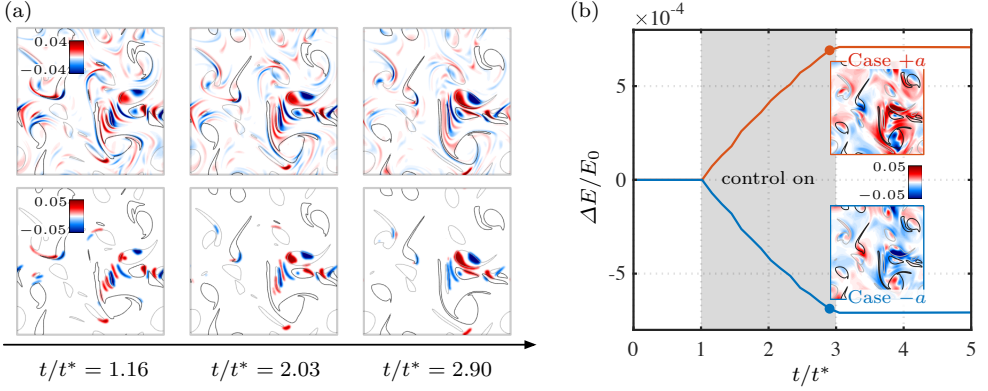 (a)
0.04
−0.04
0.05
−0.05
t/t* = 1.16
t/t* = 2.03
t/t* = 2.90
(b)
×10⁻⁴
5
0
-5
ΔE/E₀
control on
Case +a
0.05
−0.05
Case −a
0 1 2 3 4 5
t/t*